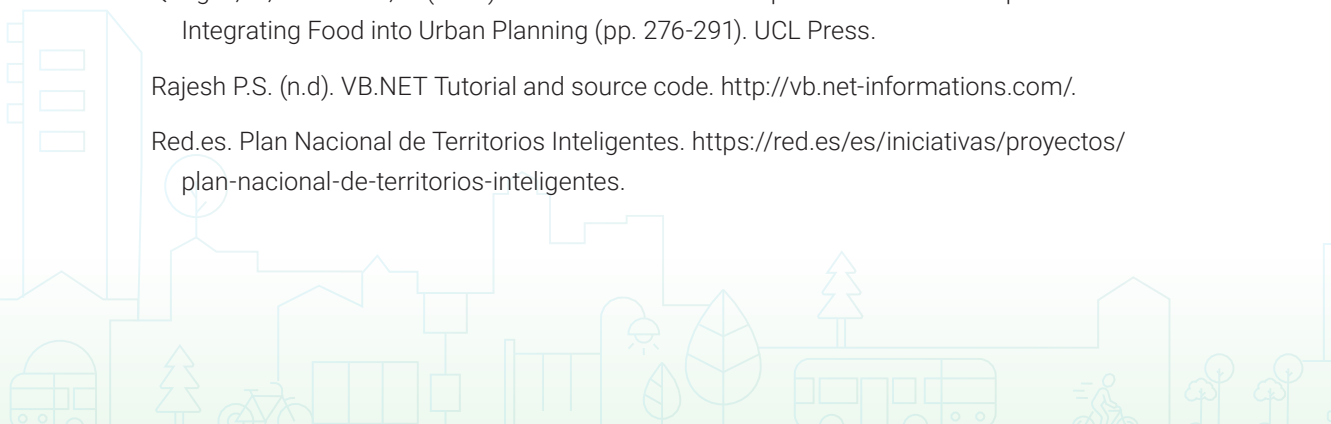 Integrating Food into Urban Planning (pp. 276-291). UCL Press.
Rajesh P.S. (n.d). VB.NET Tutorial and source code. http://vb.net-informations.com/.
Red.es. Plan Nacional de Territorios Inteligentes. https://red.es/es/iniciativas/proyectos/
plan-nacional-de-territorios-inteligentes.